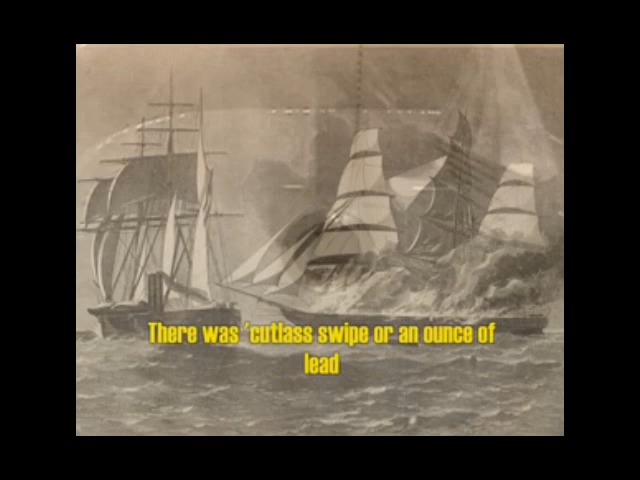 There was 'cutlass swipe or an ounce of
lead